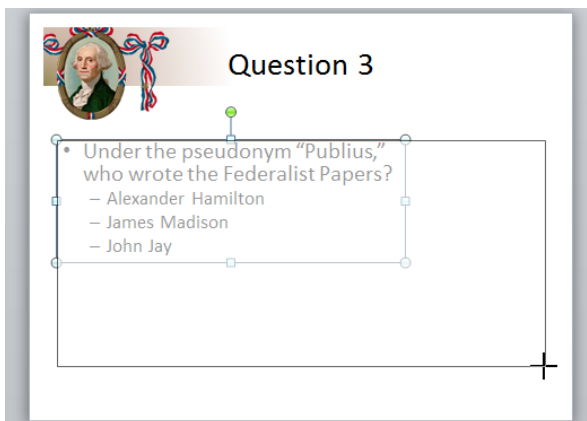 Question 3
• Under the pseudonym “Publius,”
who wrote the Federalist Papers?
– Alexander Hamilton
– James Madison
– John Jay